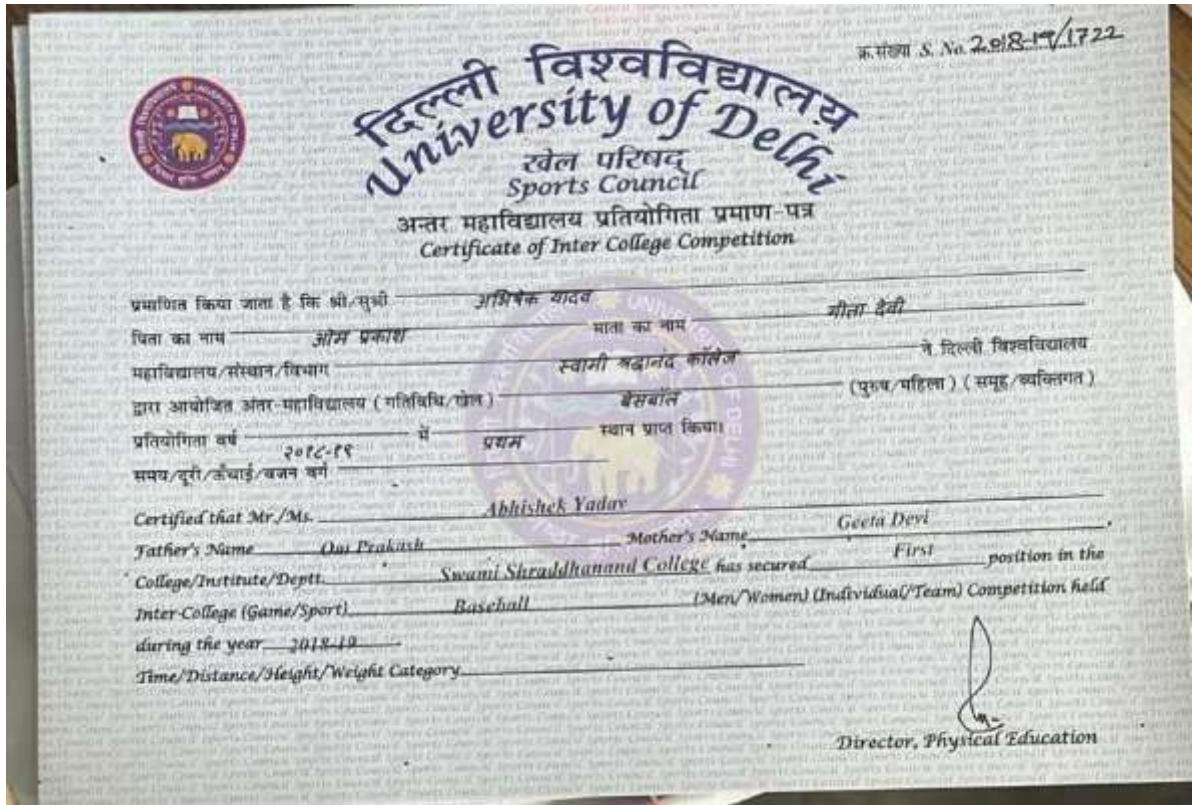 क्र.संख्या S. No. 2018-19/1722
दिल्ली विश्वविद्यालय
University of Delhi
खेल परिषद्
Sports Council
अन्तर महाविद्यालय प्रतियोगिता प्रमाण-पत्र
Certificate of Inter College Competition
प्रमाणित किया जाता है कि श्री/सुश्री अभिषेक यादव
पिता का नाम ओम प्रकाश माता का नाम गीता देवी
महाविद्यालय/संस्थान/विभाग स्वामी श्रद्धानंद कॉलेज ने दिल्ली विश्वविद्यालय
द्वारा आयोजित अंतर-महाविद्यालय (गतिविधि/खेल) बेसबॉल (पुरुष/महिला) (समूह/व्यक्तिगत)
प्रतियोगिता वर्ष २०१८-१९ में प्रथम स्थान प्राप्त किया।
समय/दूरी/ऊँचाई/वजन वर्ग
Certified that Mr./Ms. Abhishek Yadav
Father's Name Om Prakash Mother's Name Geeta Devi.
College/Institute/Deptt. Swami Shraddhanand College has secured First position in the
Inter-College (Game/Sport) Baseball (Men/Women) (Individual/Team) Competition held
during the year 2018-19
Time/Distance/Height/Weight Category
Director, Physical Education